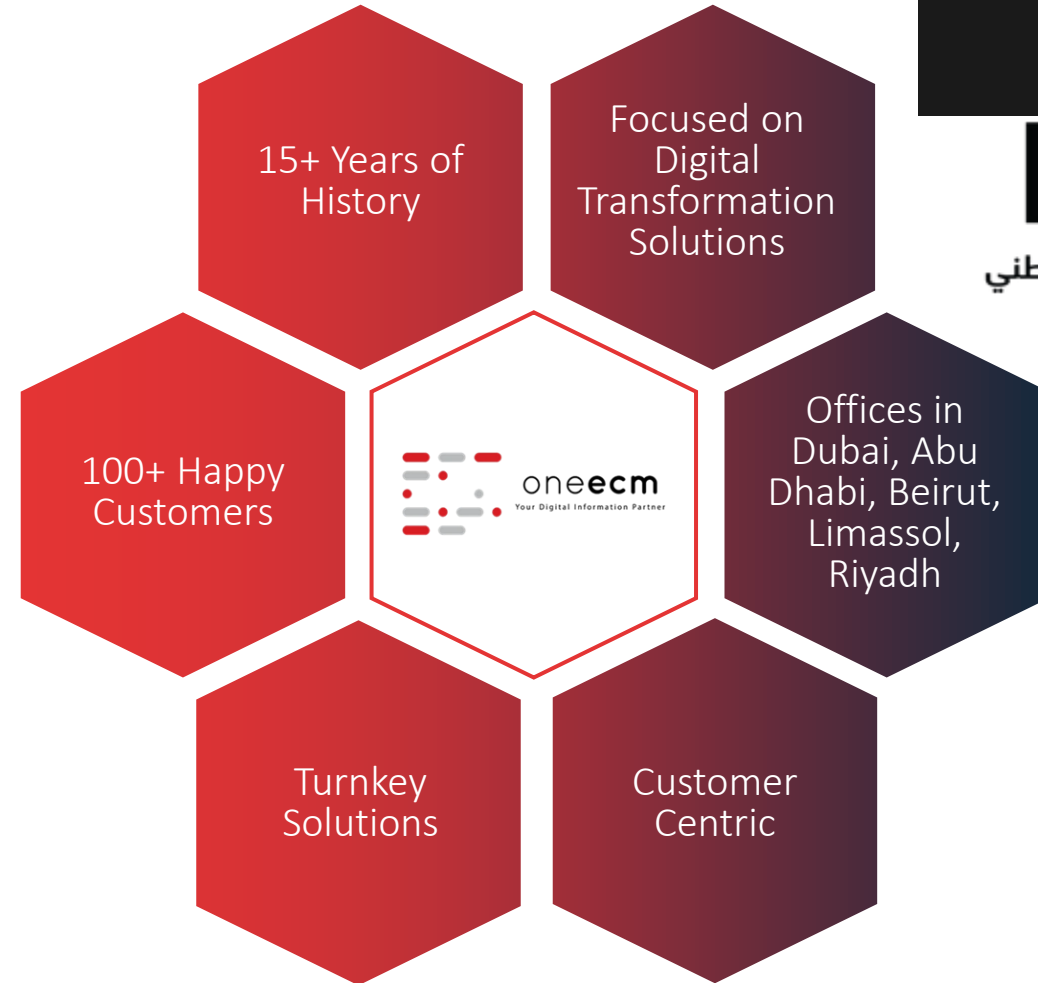 15+ Years of
History
Focused on
Digital
Transformation
Solutions
100+ Happy
Customers
oneecm
Your Digital Information Partner
Offices in
Dubai, Abu
Dhabi, Beirut,
Limassol,
Riyadh
Turnkey
Solutions
Customer
Centric